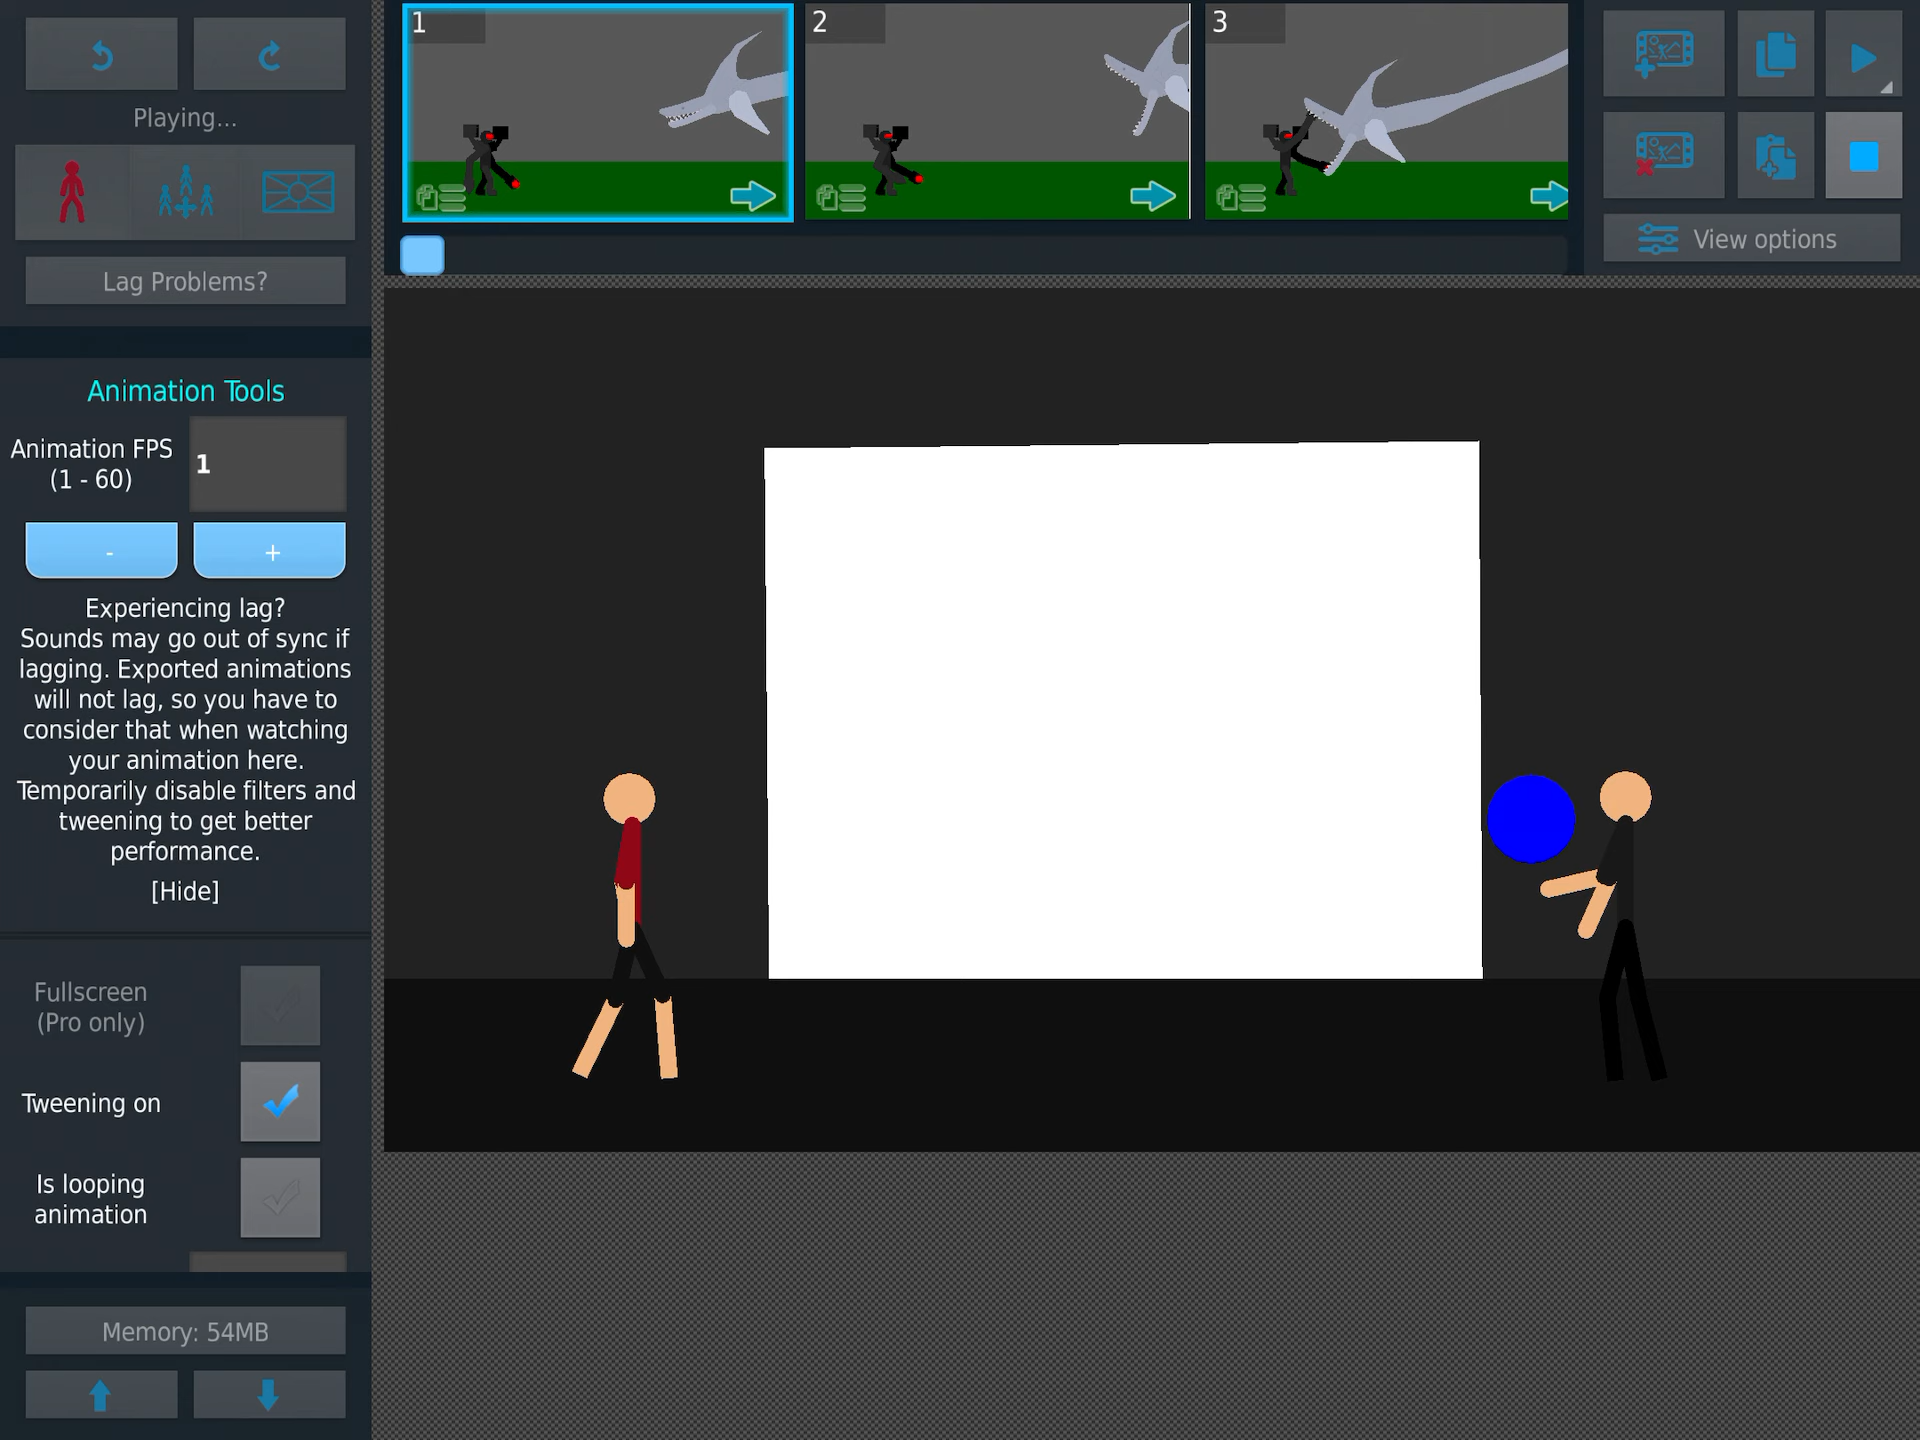 1
2
3
Playing...
View options
Lag Problems?
Animation Tools
Animation FPS
(1 - 60)
1
-
+
Experiencing lag?
Sounds may go out of sync if
lagging. Exported animations
will not lag, so you have to
consider that when watching
your animation here.
Temporarily disable filters and
tweening to get better
performance.
[Hide]
Fullscreen
(Pro only)
Tweening on
Is looping
animation
Memory: 54MB